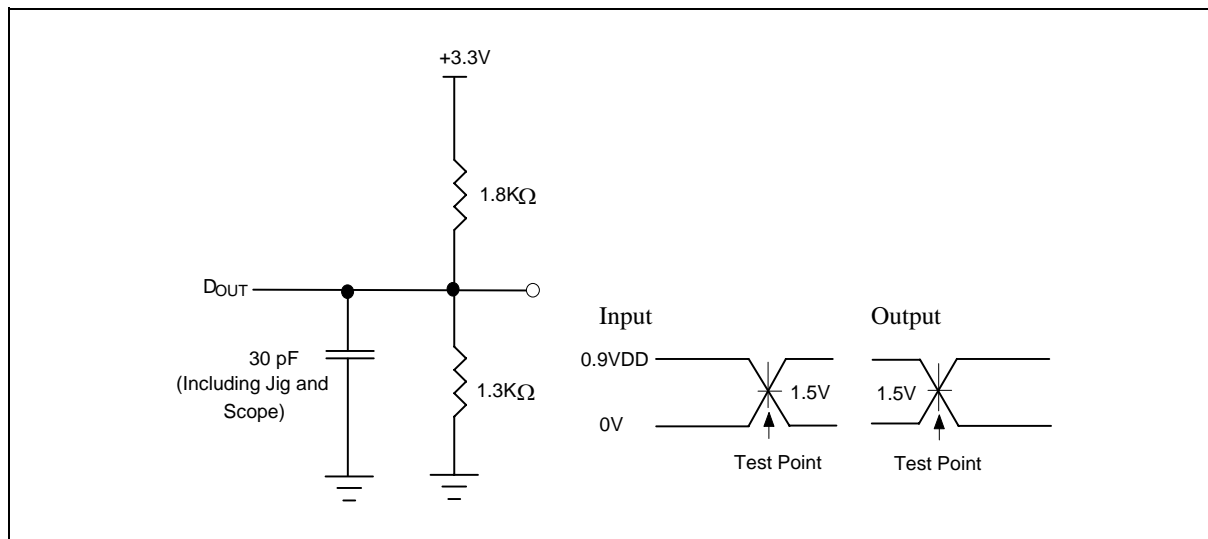 +3.3V
1.8KΩ
DOUT
30 pF
(Including Jig and
Scope)
1.3KΩ
Input
0.9VDD
0V
1.5V
Test Point
Output
1.5V
Test Point